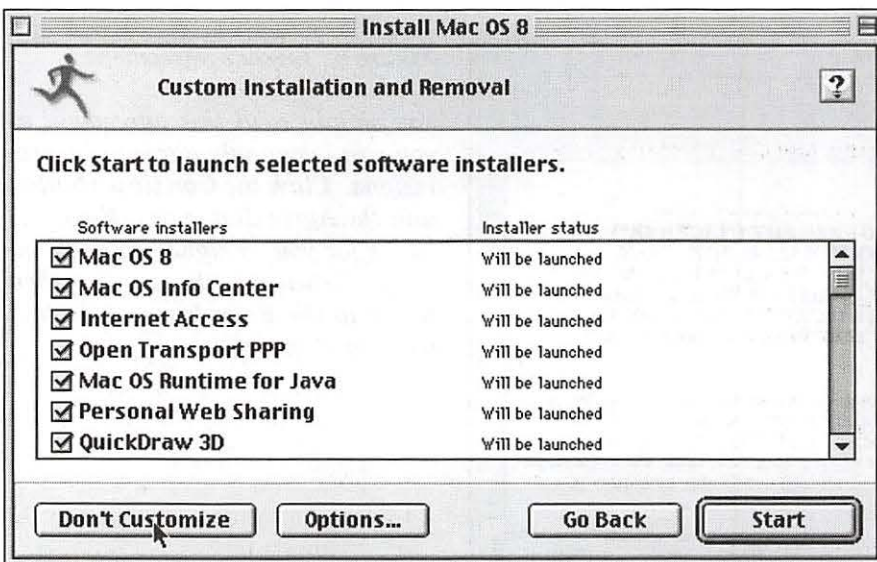 Install Mac OS 8
Custom Installation and Removal
?
Click Start to launch selected software installers.
Software installers Installer status
Mac OS 8 Will be launched
Mac OS Info Center Will be launched
Internet Access Will be launched
Open Transport PPP Will be launched
Mac OS Runtime for Java Will be launched
Personal Web Sharing Will be launched
QuickDraw 3D Will be launched
Don't Customize Options... Go Back Start